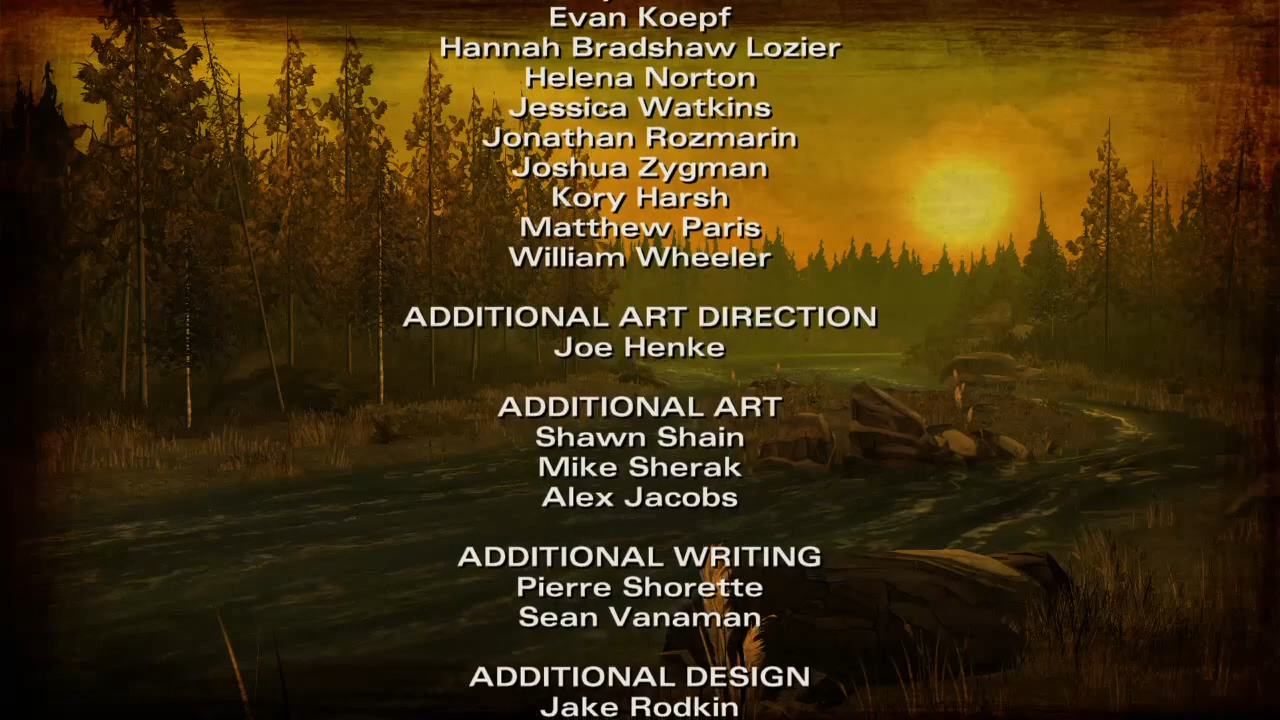 Evan Koepf
Hannah Bradshaw Lozier
Helena Norton
Jessica Watkins
Jonathan Rozmarin
Joshua Zygman
Kory Harsh
Matthew Paris
William Wheeler
ADDITIONAL ART DIRECTION
Joe Henke
ADDITIONAL ART
Shawn Shain
Mike Sherak
Alex Jacobs
ADDITIONAL WRITING
Pierre Shorette
Sean Vanaman
ADDITIONAL DESIGN
Jake Rodkin